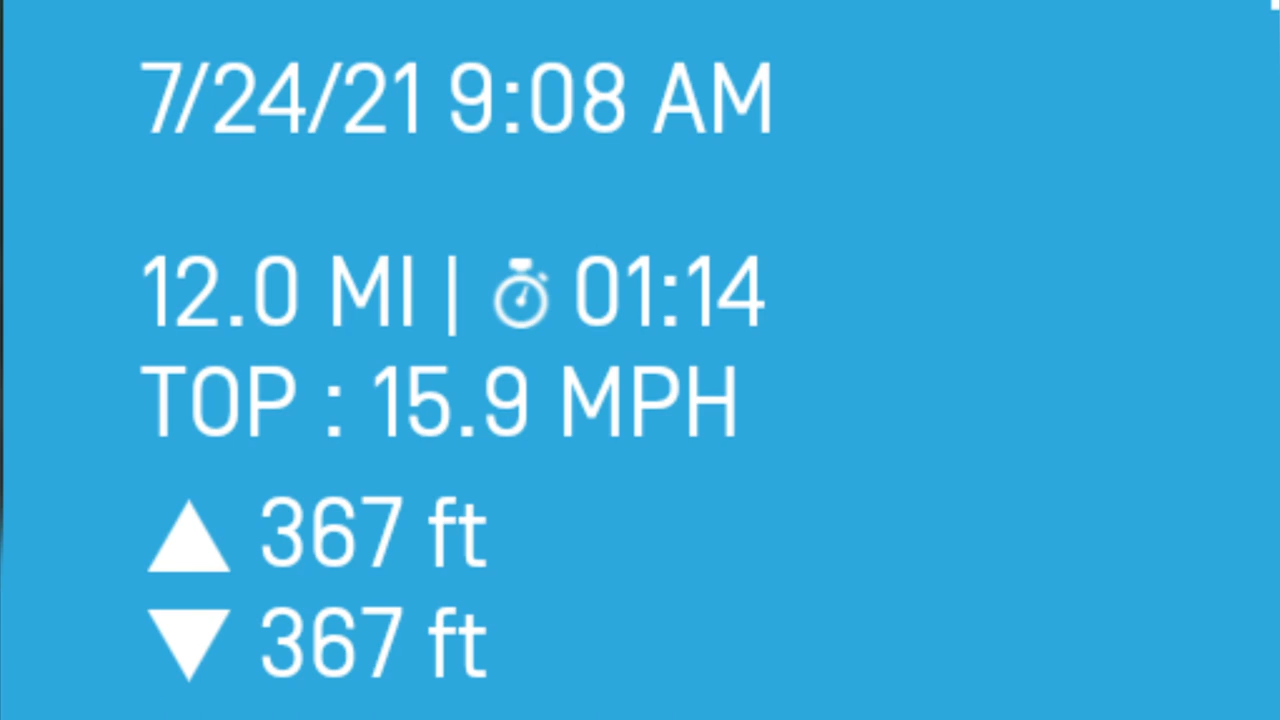 7/24/21 9:08 AM
12.0 MI | 01:14
TOP : 15.9 MPH
367 ft
367 ft